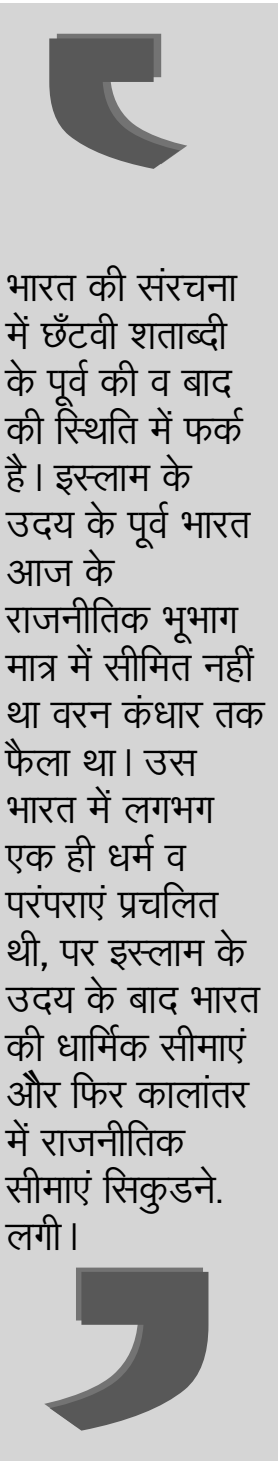 भारत की संरचना
में छँटवी शताब्दी
के पूर्व की व बाद
की स्थिति में फर्क
है। इस्लाम के
उदय के पूर्व भारत
आज के
राजनीतिक भूभाग
मात्र में सीमित नहीं
था वरन कंधार तक
फैला था। उस
भारत में लगभग
एक ही धर्म व
परंपराएं प्रचलित
थी, पर इस्लाम के
उदय के बाद भारत
की धार्मिक सीमाएं
और फिर कालांतर
में राजनीतिक
सीमाएं सिकुडने.
लगी।